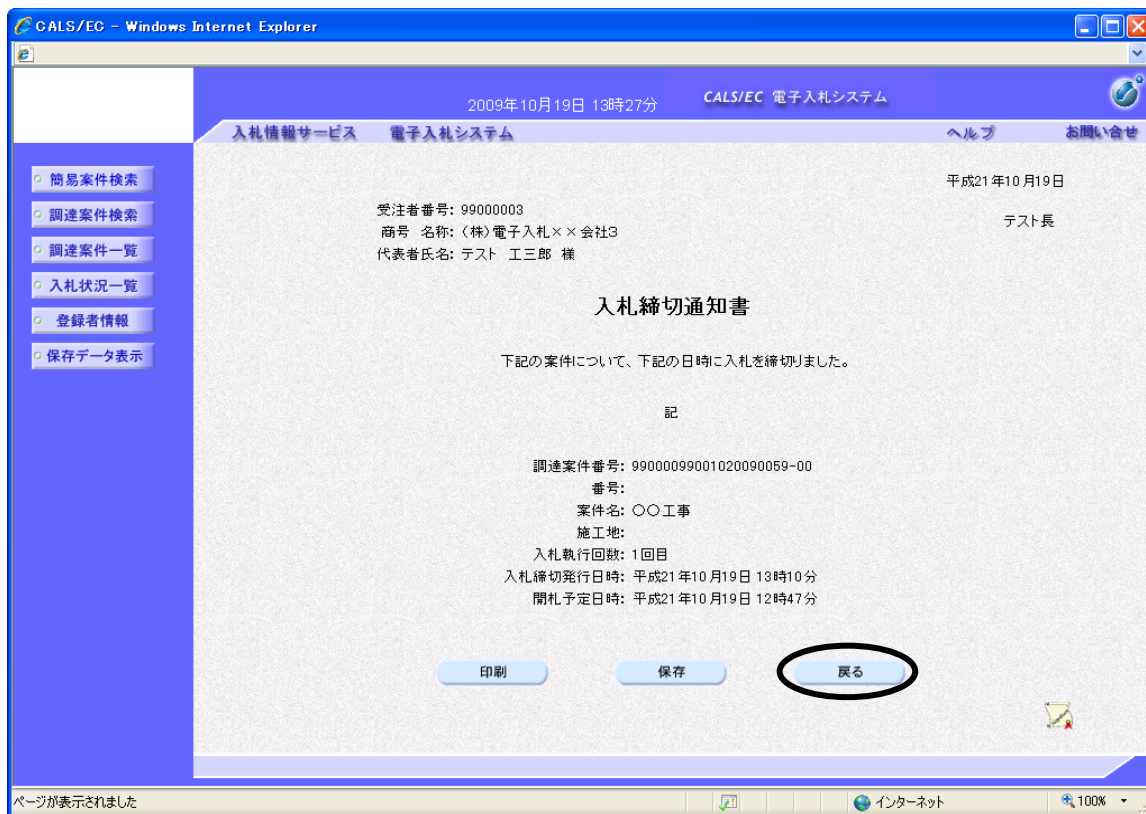 CALS/EC - Windows Internet Explorer
2009年10月19日 13時27分
CALS/EC 電子入札システム
入札情報サービス 電子入札システム ヘルプ お問い合せ
簡易案件検索
調達案件検索
調達案件一覧
入札状況一覧
登録者情報
保存データ表示
平成21年10月19日
テスト長
受注者番号: 99000003
商号 名称: (株)電子入札××会社3
代表者氏名: テスト 工三郎 様
入札締切通知書
下記の案件について、下記の日時に入札を締切りました。
記
調達案件番号: 99000099001020090059-00
番号:
案件名: 〇〇工事
施工地:
入札執行回数: 1回目
入札締切発行日時: 平成21年10月19日 13時10分
開札予定日時: 平成21年10月19日 12時47分
印刷 保存 戻る
ページが表示されました インターネット 100%